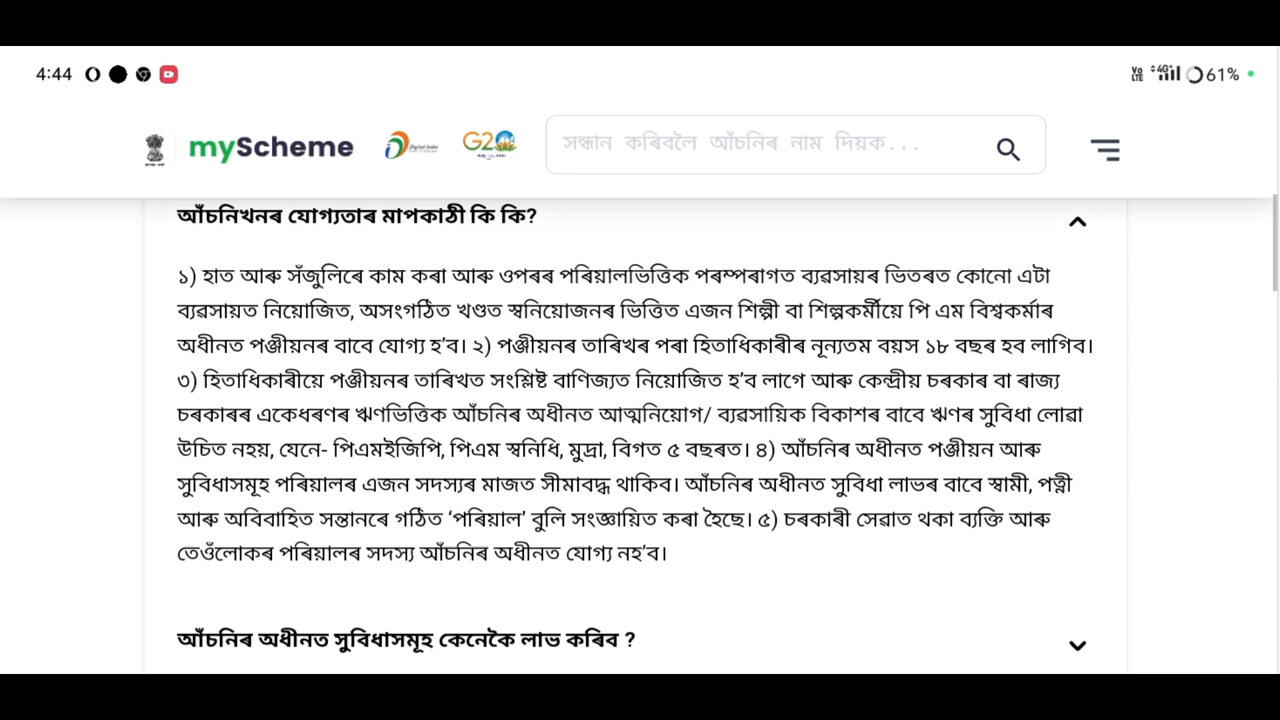 4:44
Vo LTE 4G+ 61%
myScheme Digital India G20 সন্ধান কৰিবলৈ আঁচনিৰ নাম দিয়ক...
আঁচনিখনৰ যোগ্যতাৰ মাপকাঠী কি কি?
১) হাত আৰু সঁজুলিৰে কাম কৰা আৰু ওপৰৰ পৰিয়ালভিত্তিক পৰম্পৰাগত ব্যৱসায়ৰ ভিতৰত কোনো এটা
ব্যৱসায়ত নিয়োজিত, অসংগঠিত খণ্ডত স্বনিয়োজনৰ ভিত্তিত এজন শিল্পী বা শিল্পকৰ্মীয়ে পি এম বিশ্বকৰ্মাৰ
অধীনত পঞ্জীয়নৰ বাবে যোগ্য হ’ব। ২) পঞ্জীয়নৰ তাৰিখৰ পৰা হিতাধিকাৰীৰ নূন্যতম বয়স ১৮ বছৰ হব লাগিব।
৩) হিতাধিকাৰীয়ে পঞ্জীয়নৰ তাৰিখত সংশ্লিষ্ট বাণিজ্যত নিয়োজিত হ’ব লাগে আৰু কেন্দ্ৰীয় চৰকাৰ বা ৰাজ্য
চৰকাৰৰ একেধৰণৰ ঋণভিত্তিক আঁচনিৰ অধীনত আত্মনিয়োগ/ ব্যৱসায়িক বিকাশৰ বাবে ঋণৰ সুবিধা লোৱা
উচিত নহয়, যেনে- পিএমইজিপি, পিএম স্বনিধি, মুদ্ৰা, বিগত ৫ বছৰত। ৪) আঁচনিৰ অধীনত পঞ্জীয়ন আৰু
সুবিধাসমূহ পৰিয়ালৰ এজন সদস্যৰ মাজত সীমাবদ্ধ থাকিব। আঁচনিৰ অধীনত সুবিধা লাভৰ বাবে স্বামী, পত্নী
আৰু অবিবাহিত সন্তানৰে গঠিত ‘পৰিয়াল’ বুলি সংজ্ঞায়িত কৰা হৈছে। ৫) চৰকাৰী সেৱাত থকা ব্যক্তি আৰু
তেওঁলোকৰ পৰিয়ালৰ সদস্য আঁচনিৰ অধীনত যোগ্য নহ’ব।
আঁচনিৰ অধীনত সুবিধাসমূহ কেনেকৈ লাভ কৰিব ?